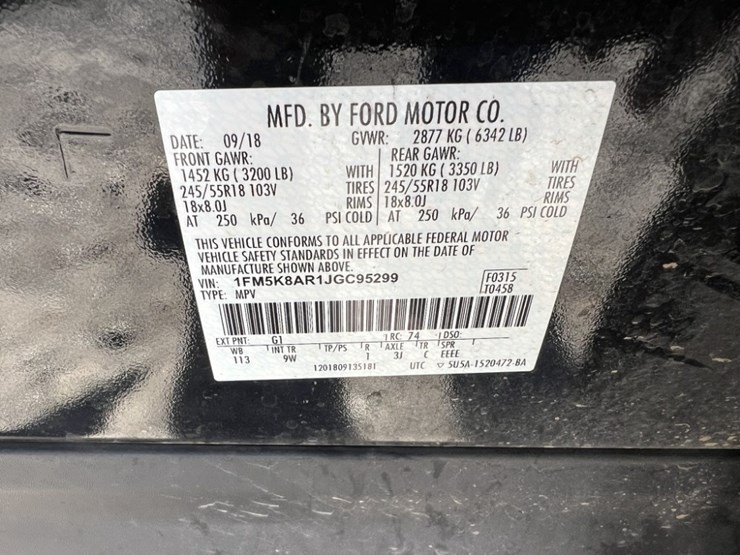 MFD. BY FORD MOTOR CO.
DATE: 09/18 GVWR: 2877 KG ( 6342 LB)
FRONT GAWR: REAR GAWR:
1452 KG ( 3200 LB) WITH 1520 KG ( 3350 LB) WITH
245/55R18 103V TIRES 245/55R18 103V TIRES
18x8.0J RIMS 18x8.0J RIMS
AT 250 kPa/ 36 PSI COLD AT 250 kPa/ 36 PSI COLD
THIS VEHICLE CONFORMS TO ALL APPLICABLE FEDERAL MOTOR
VEHICLE SAFETY STANDARDS IN EFFECT ON THE DATE OF
MANUFACTURE SHOWN ABOVE.
VIN: 1FM5K8AR1JGC95299 F0315
TYPE: MPV T0458
EXT PNT: G1 RC: 74 DSO:
WB INT TR TP/PS R AXLE TR SPR
113 9W 1 3J C EEEE
1201809135181 UTC ▽ 5U5A-1520472-BA